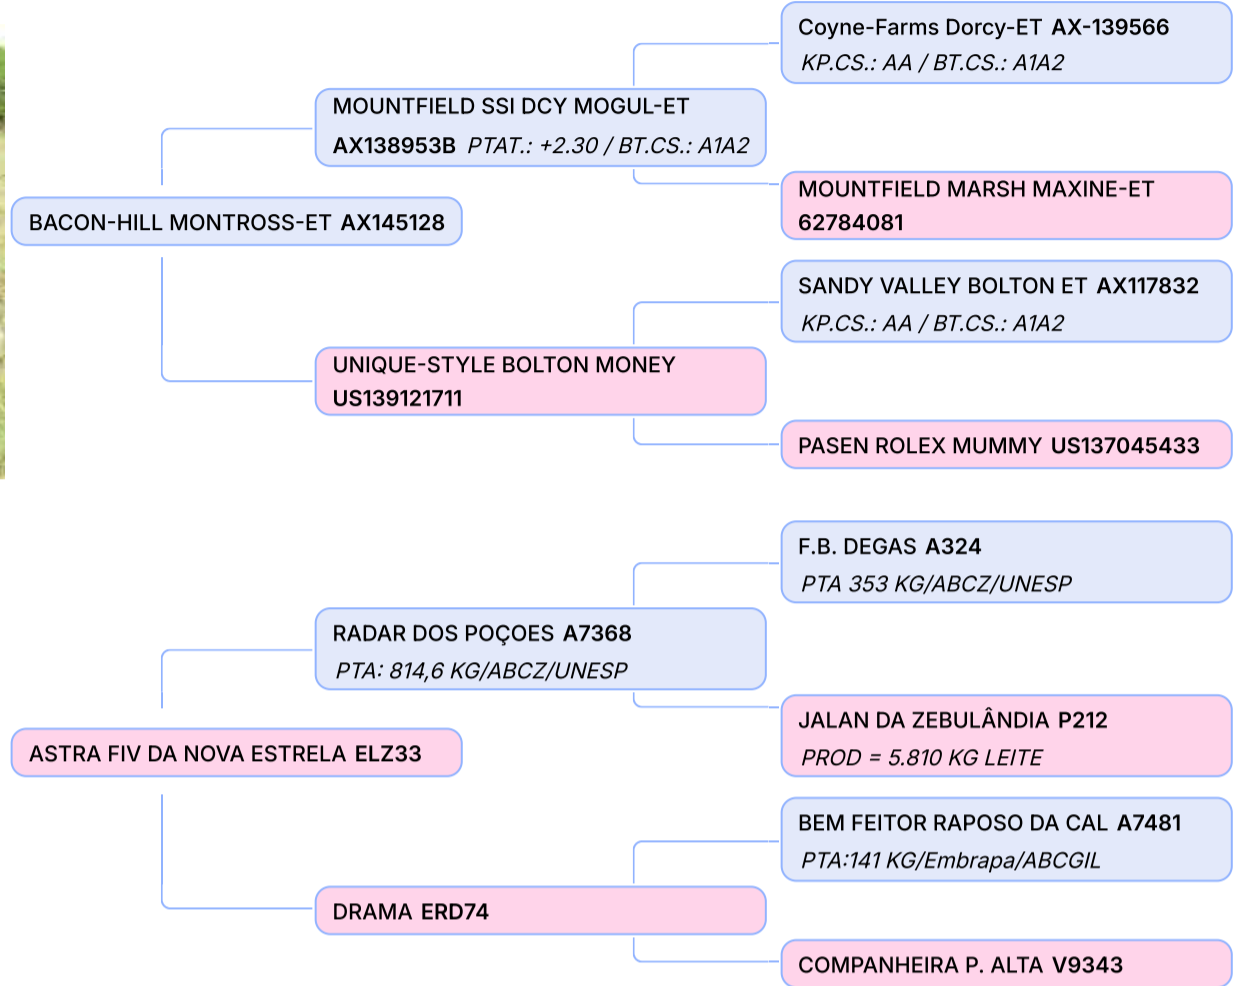 Coyne-Farms Dorcy-ET AX-139566
KP.CS.: AA / BT.CS.: A1A2
MOUNTFIELD SSI DCY MOGUL-ET
AX138953B PTAT.: +2.30 / BT.CS.: A1A2
MOUNTFIELD MARSH MAXINE-ET
62784081
BACON-HILL MONTROSS-ET AX145128
SANDY VALLEY BOLTON ET AX117832
KP.CS.: AA / BT.CS.: A1A2
UNIQUE-STYLE BOLTON MONEY
US139121711
PASEN ROLEX MUMMY US137045433
F.B. DEGAS A324
PTA 353 KG/ABCZ/UNESP
RADAR DOS POÇOES A7368
PTA: 814,6 KG/ABCZ/UNESP
JALAN DA ZEBULÂNDIA P212
PROD = 5.810 KG LEITE
ASTRA FIV DA NOVA ESTRELA ELZ33
BEM FEITOR RAPOSO DA CAL A7481
PTA:141 KG/Embrapa/ABCGIL
DRAMA ERD74
COMPANHEIRA P. ALTA V9343